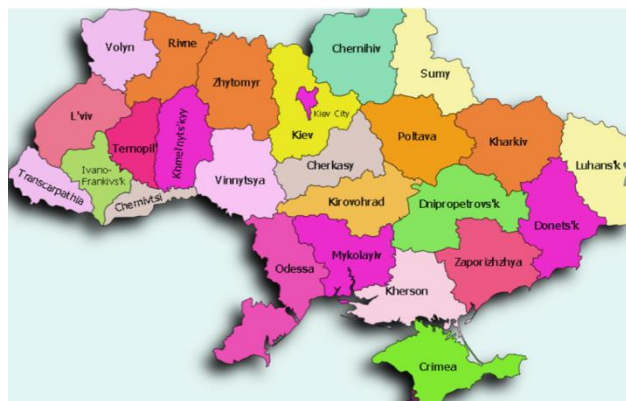 Volyn
Rivne
Zhytomyr
Chernihiv
Sumy
Kiev City
Kiev
L'viv
Ternopil'
Khmelnyts'kyy
Ivano-
Frankivs'k
Transcarpathia
Chernivtsi
Vinnytsya
Cherkasy
Poltava
Kharkiv
Luhans'k
Kirovohrad
Dnipropetrovs'k
Donets'k
Odessa
Mykolayiv
Zaporizhzhya
Kherson
Crimea